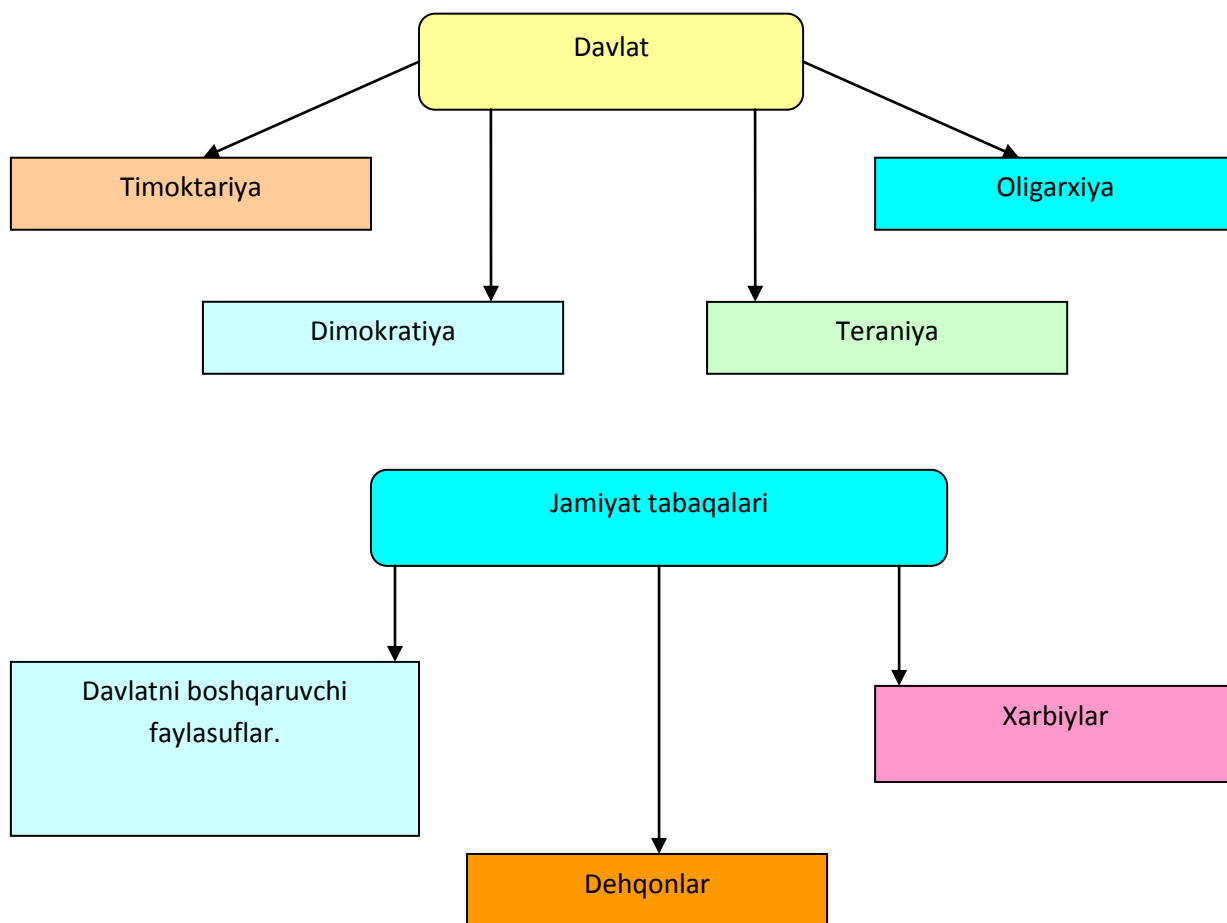 Davlat
Timoktariya
Oligarxiya
Dimokratiya
Teraniya
Jamiyat tabaqalari
Davlatni boshqaruvchi
faylasuflar.
Xarbiylar
Dehqonlar